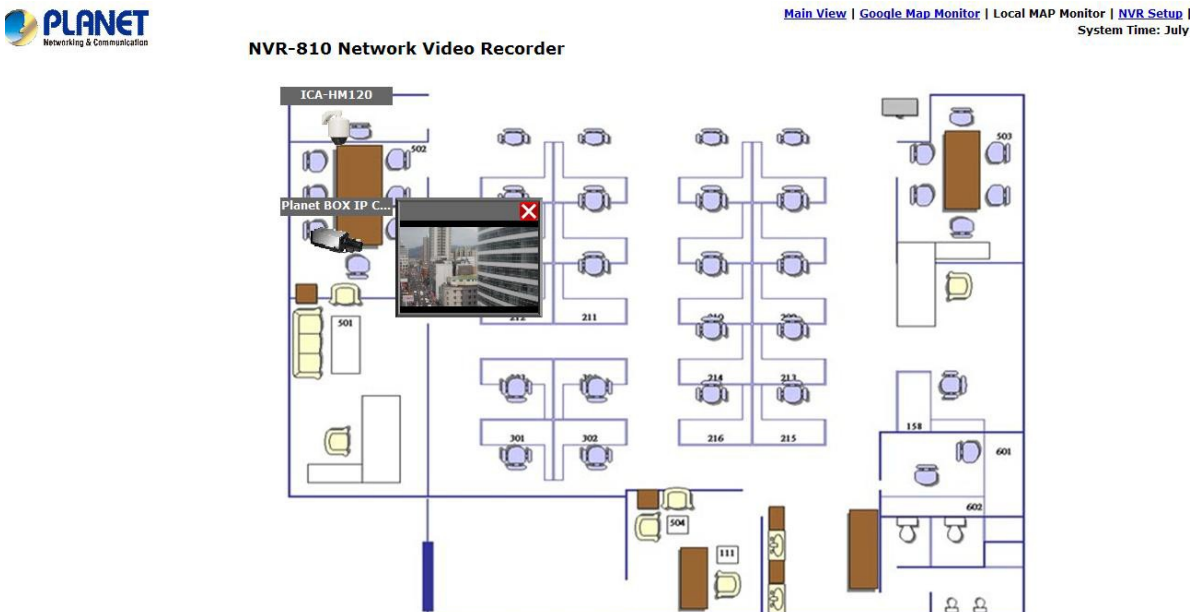 PLANET
Networking & Communication
Main View | Google Map Monitor | Local MAP Monitor | NVR Setup |
System Time: July
NVR-810 Network Video Recorder
ICA-HM120
502
503
Planet BOX IP C...
212
211
501
214
213
301
302
216
215
158
601
602
504
111